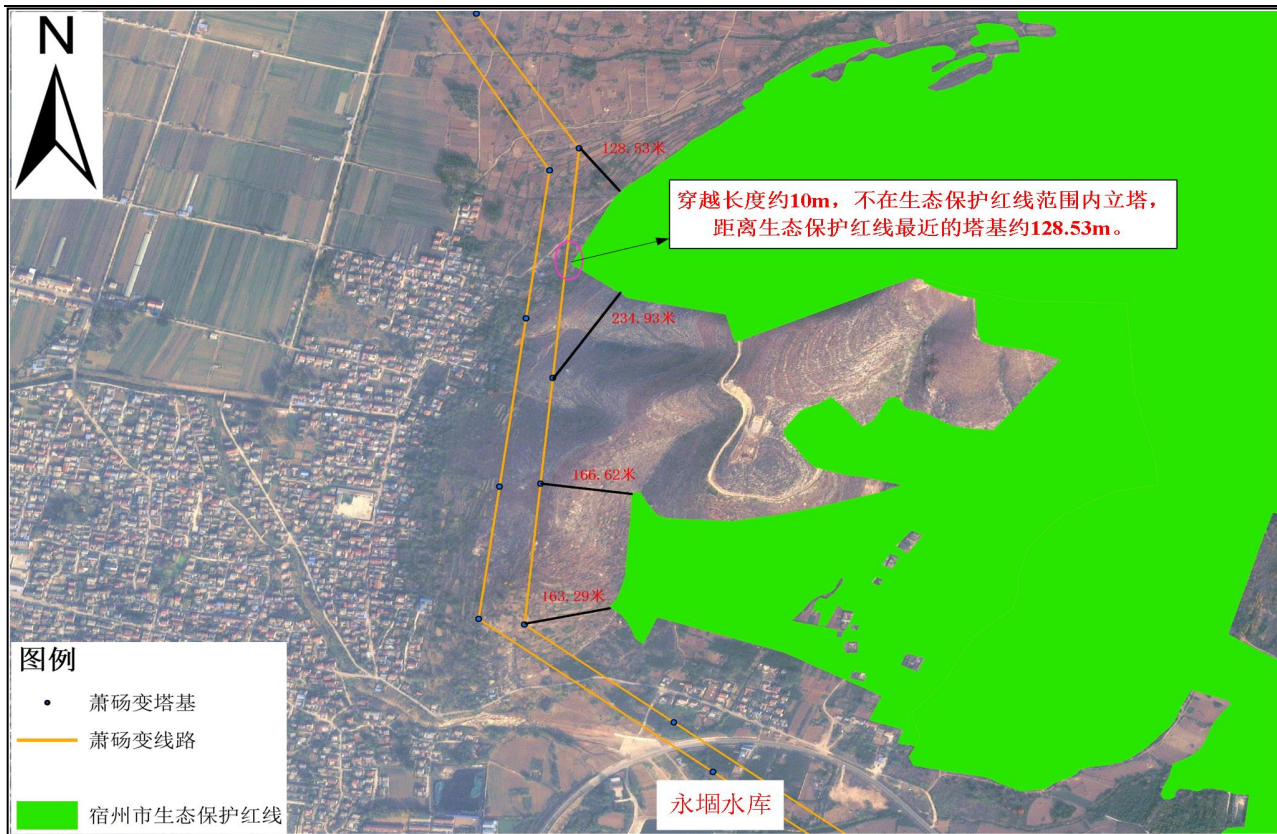 N
128.53米
穿越长度约10m，不在生态保护红线范围内立塔，
距离生态保护红线最近的塔基约128.53m。
234.93米
166.62米
163.29米
图例
萧砀变塔基
萧砀变线路
宿州市生态保护红线
永堌水库